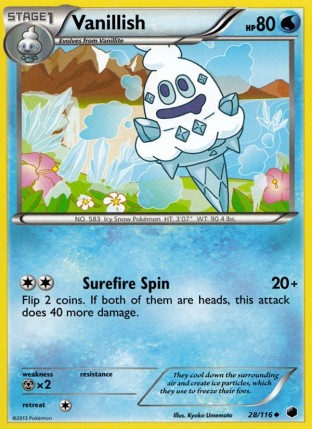 STAGE1 Vanillish HP80
Evolves from Vanillite
NO. 583 Icy Snow Pokémon HT: 3'07" WT: 90.4 lbs.
Surefire Spin 20+
Flip 2 coins. If both of them are heads, this attack
does 40 more damage.
weakness resistance
×2
retreat
They cool down the surrounding
air and create ice particles, which
they use to freeze their foes.
©2013 Pokémon Illus. Kyoko Umemoto 28/116